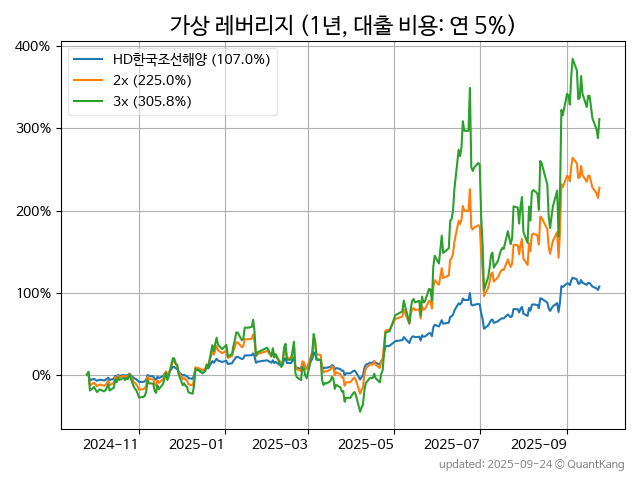 가상 레버리지 (1년, 대출 비용: 연 5%)
HD한국조선해양 (107.0%)
2x (225.0%)
3x (305.8%)
400%
300%
200%
100%
0%
2024-11 2025-01 2025-03 2025-05 2025-07 2025-09
updated: 2025-09-24 © QuantKang